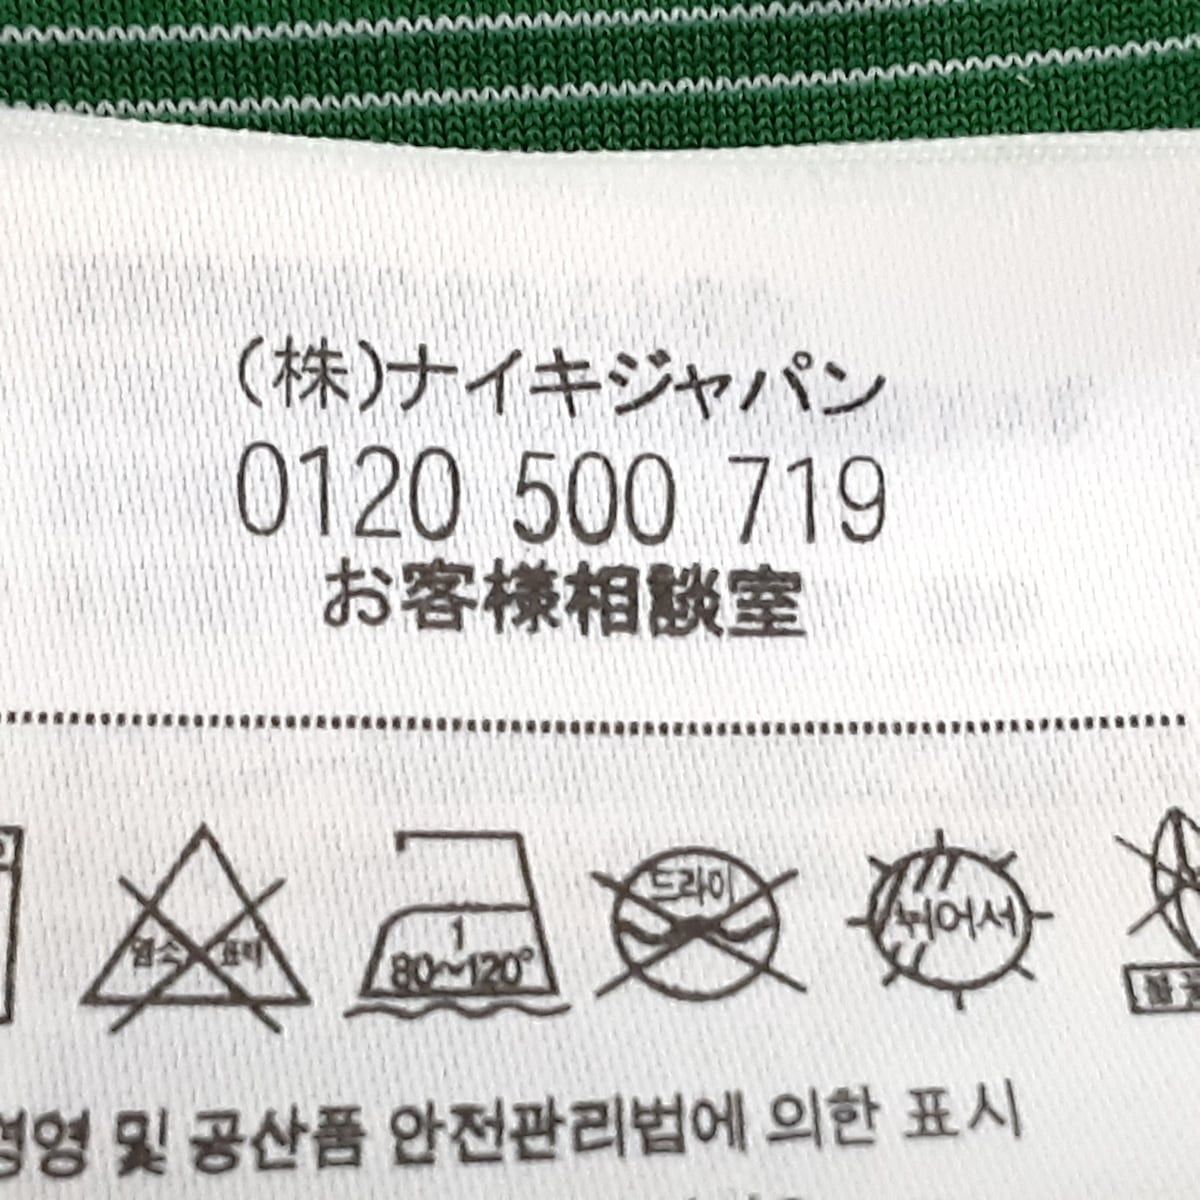 (株)ナイキジャパン
0120 500 719
お客様相談室
염소 표백
1
80~120°
드라이
뉘어서
및 공산품 안전관리법에 의한 표시